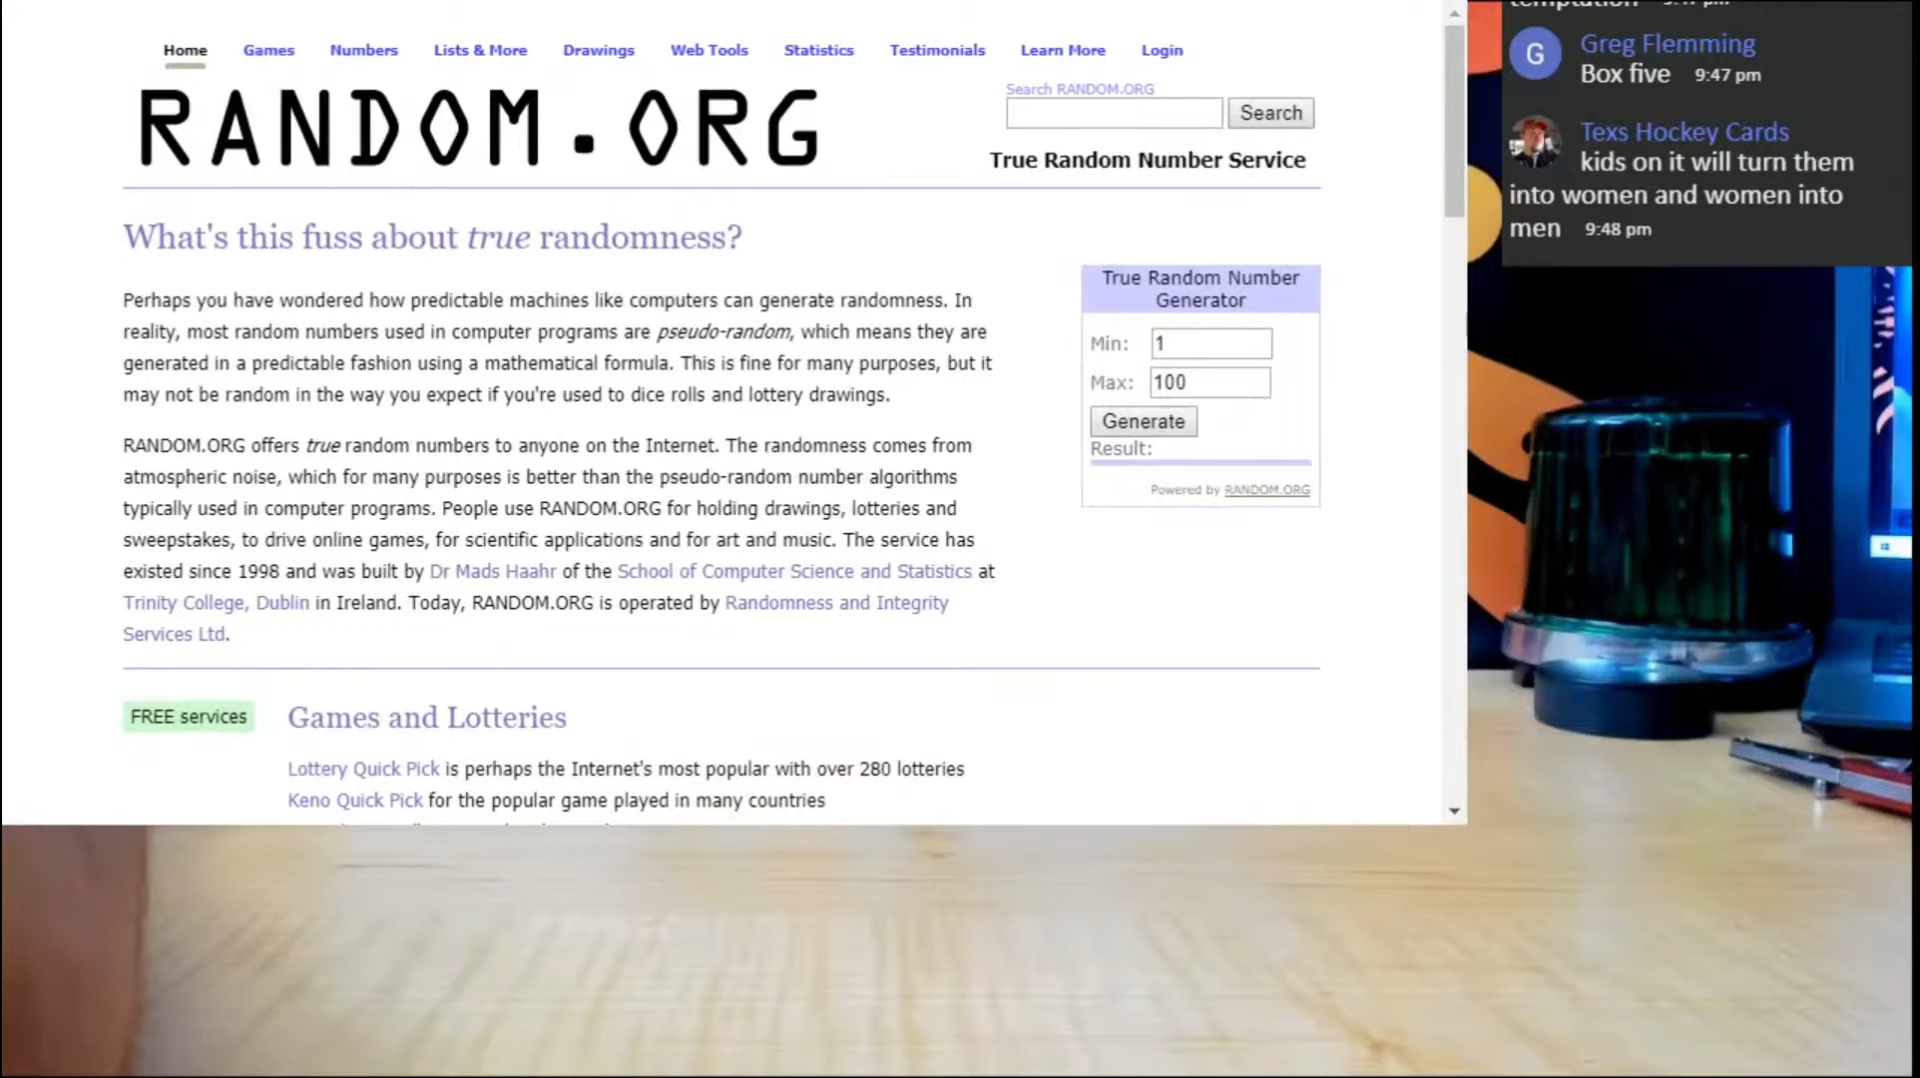 Home Games Numbers Lists & More Drawings Web Tools Statistics Testimonials Learn More Login
RANDOM.ORG
Search RANDOM.ORG
Search
True Random Number Service
What's this fuss about true randomness?
Perhaps you have wondered how predictable machines like computers can generate randomness. In
reality, most random numbers used in computer programs are pseudo-random, which means they are
generated in a predictable fashion using a mathematical formula. This is fine for many purposes, but it
may not be random in the way you expect if you're used to dice rolls and lottery drawings.
RANDOM.ORG offers true random numbers to anyone on the Internet. The randomness comes from
atmospheric noise, which for many purposes is better than the pseudo-random number algorithms
typically used in computer programs. People use RANDOM.ORG for holding drawings, lotteries and
sweepstakes, to drive online games, for scientific applications and for art and music. The service has
existed since 1998 and was built by Dr Mads Haahr of the School of Computer Science and Statistics at
Trinity College, Dublin in Ireland. Today, RANDOM.ORG is operated by Randomness and Integrity
Services Ltd.
True Random Number
Generator
Min: 1
Max: 100
Generate
Result:
Powered by RANDOM.ORG
FREE services
Games and Lotteries
Lottery Quick Pick is perhaps the Internet's most popular with over 280 lotteries
Keno Quick Pick for the popular game played in many countries
temptation 9:47 pm
Greg Flemming
Box five 9:47 pm
Texs Hockey Cards
kids on it will turn them
into women and women into
men 9:48 pm